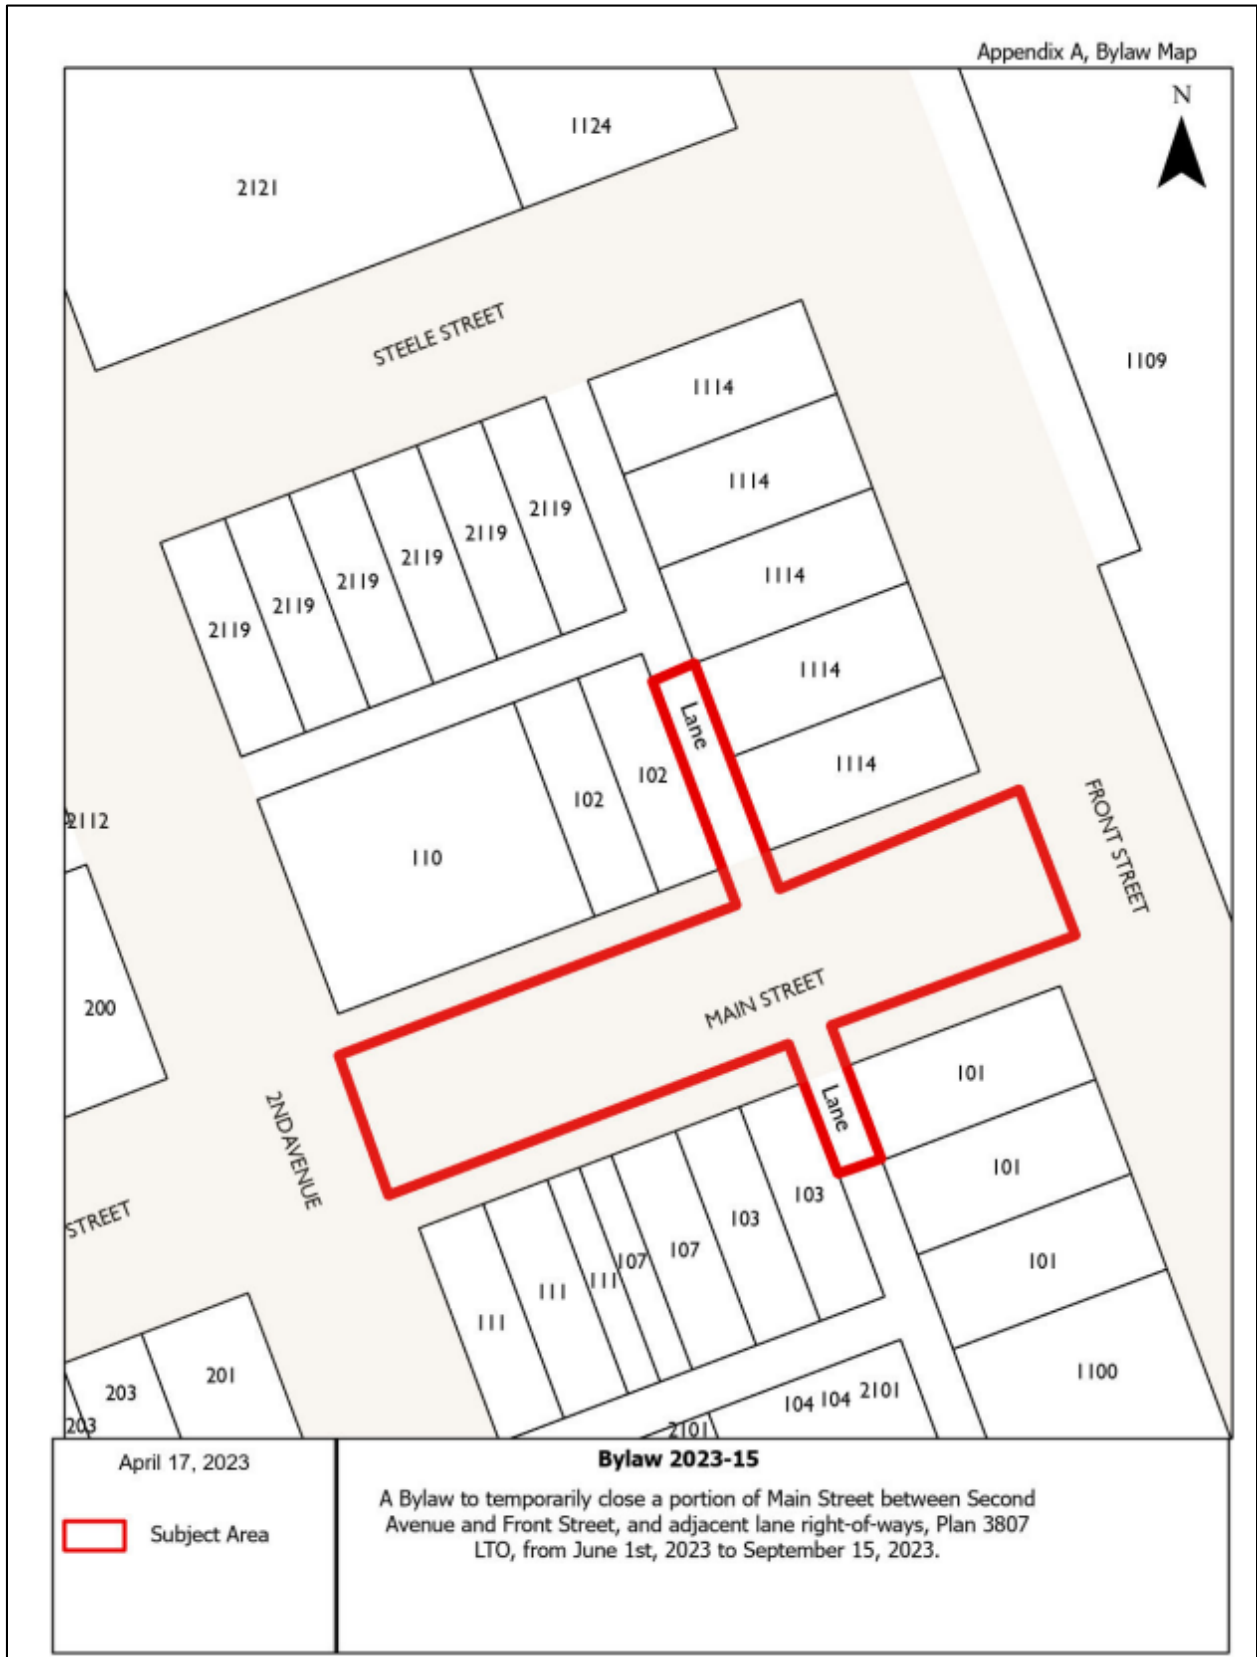 Appendix A, Bylaw Map
N
1124
2121
STEELE STREET
1109
1114
1114
2119
2119
2119
2119
2119
2119
1114
1114
1114
Lane
102
102
110
2112
FRONT STREET
MAIN STREET
200
2ND AVENUE
STREET
Lane
101
101
101
103
103
107
107
111
111
111
1100
201
203
203
104 104 2101
2101
April 17, 2023
Subject Area
Bylaw 2023-15
A Bylaw to temporarily close a portion of Main Street between Second
Avenue and Front Street, and adjacent lane right-of-ways, Plan 3807
LTO, from June 1st, 2023 to September 15, 2023.